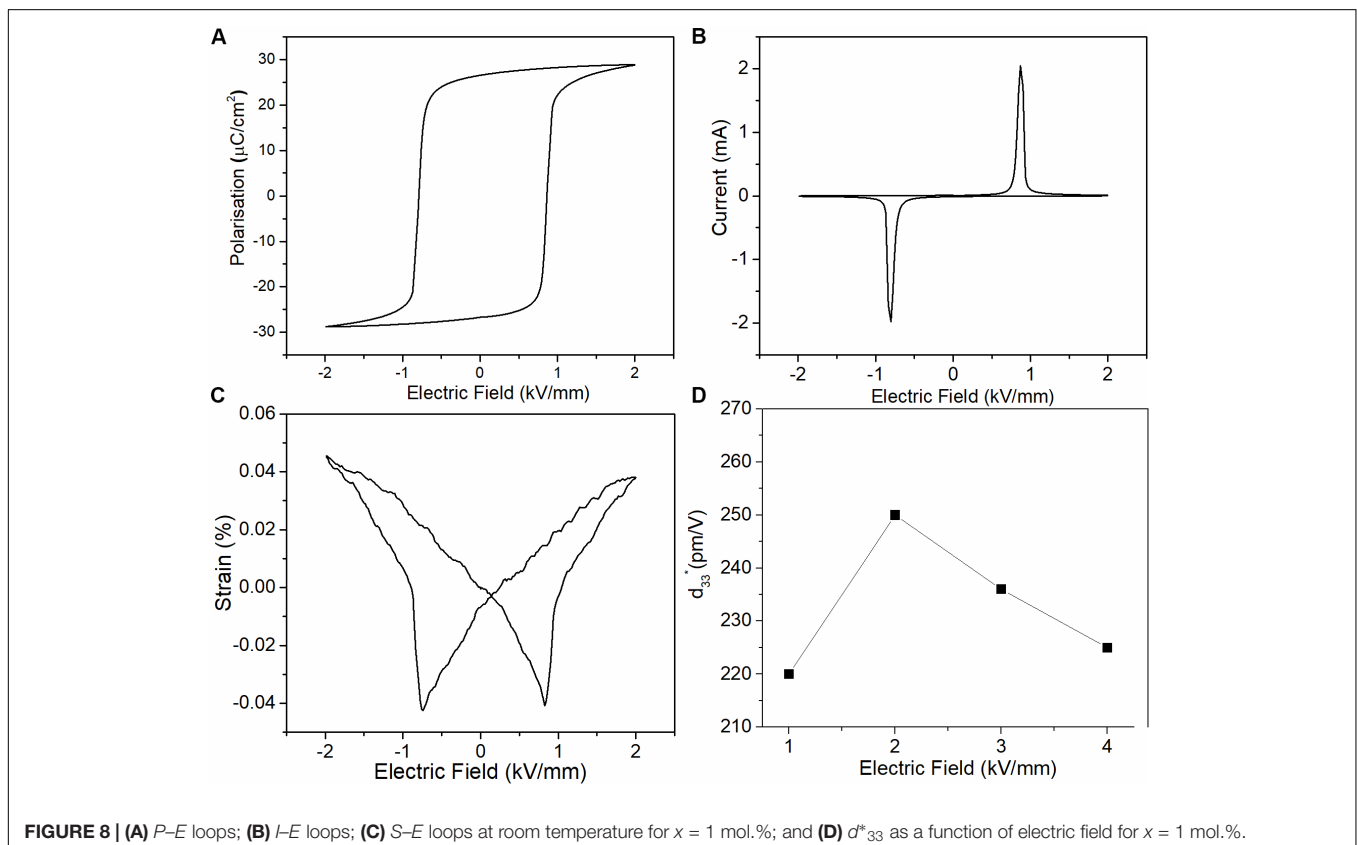 A
30
20
10
0
-10
-20
-30
Polarisation (μC/cm²)
-2 -1 0 1 2
Electric Field (kV/mm)
B
2
1
0
-1
-2
Current (mA)
-2 -1 0 1 2
Electric Field (kV/mm)
C
0.06
0.04
0.02
0.00
-0.02
-0.04
Strain (%)
-2 -1 0 1 2
Electric Field (kV/mm)
D
270
260
250
240
230
220
210
d₃₃* (pm/V)
1 2 3 4
Electric Field (kV/mm)
FIGURE 8 | (A) P–E loops; (B) I–E loops; (C) S–E loops at room temperature for x = 1 mol.%; and (D) d*₃₃ as a function of electric field for x = 1 mol.%.